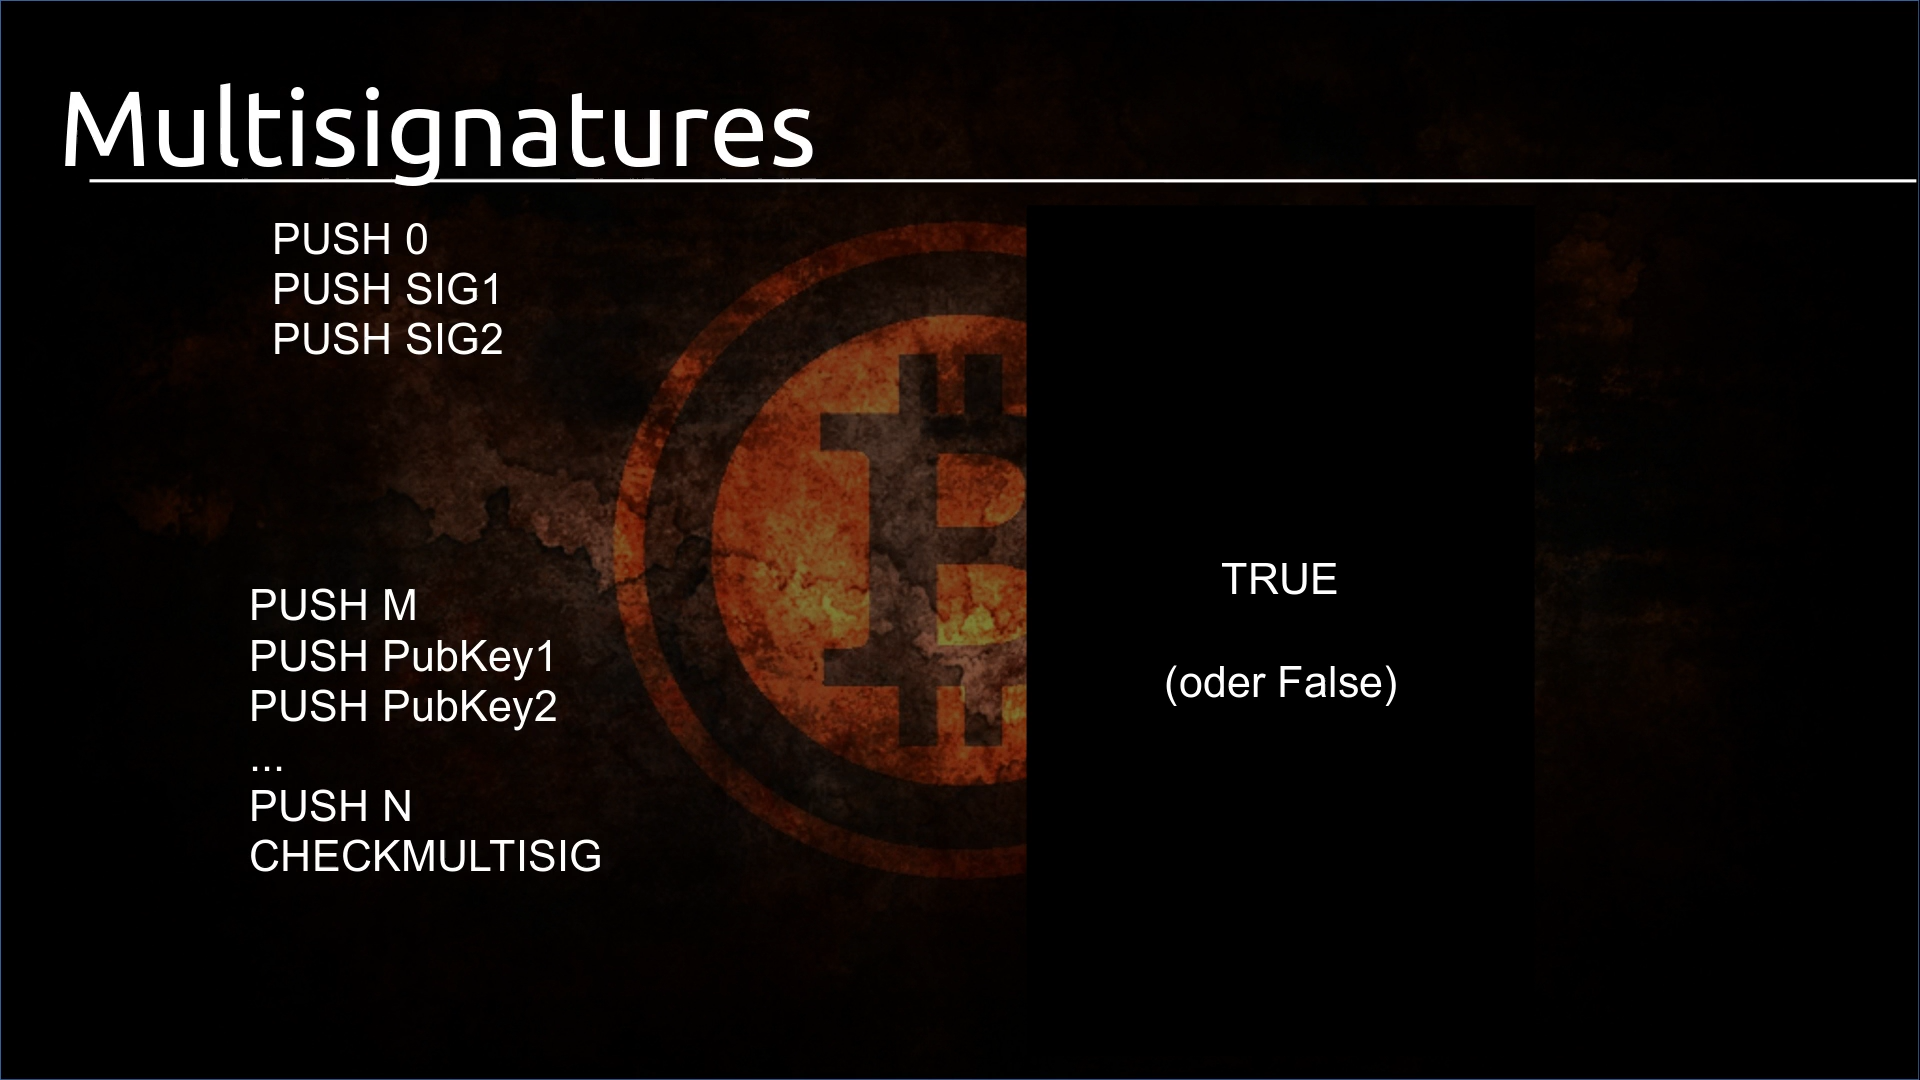 Multisignatures
PUSH 0
PUSH SIG1
PUSH SIG2
PUSH M
PUSH PubKey1
PUSH PubKey2
...
PUSH N
CHECKMULTISIG
TRUE
(oder False)